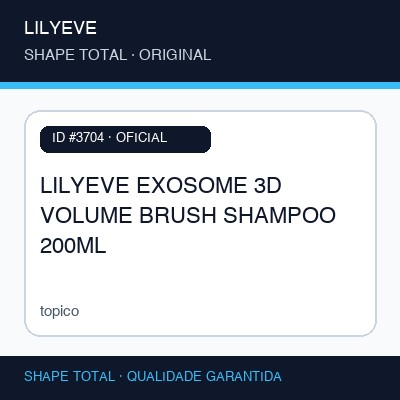 LILYEVE
SHAPE TOTAL · ORIGINAL
ID #3704 · OFICIAL
LILYEVE EXOSOME 3D
VOLUME BRUSH SHAMPOO
200ML
topico
SHAPE TOTAL · QUALIDADE GARANTIDA